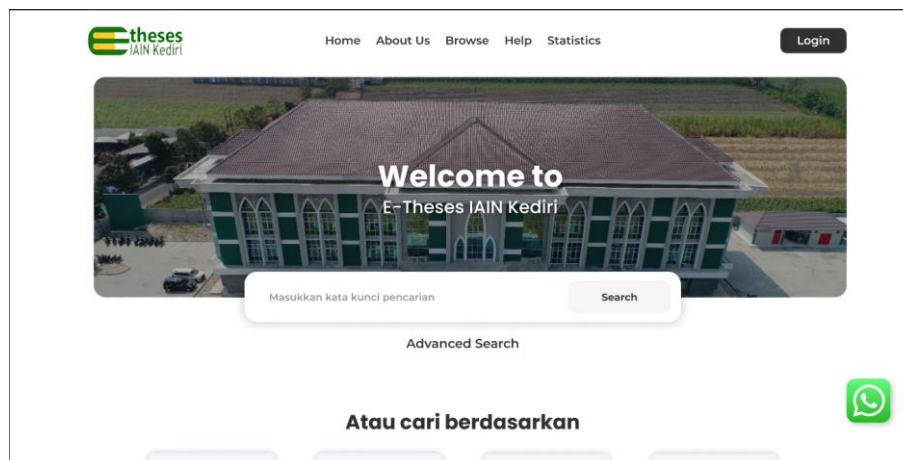 theses
IAIN Kediri
Home About Us Browse Help Statistics
Login
Welcome to
E-Theses IAIN Kediri
Masukkan kata kunci pencarian
Search
Advanced Search
Atau cari berdasarkan